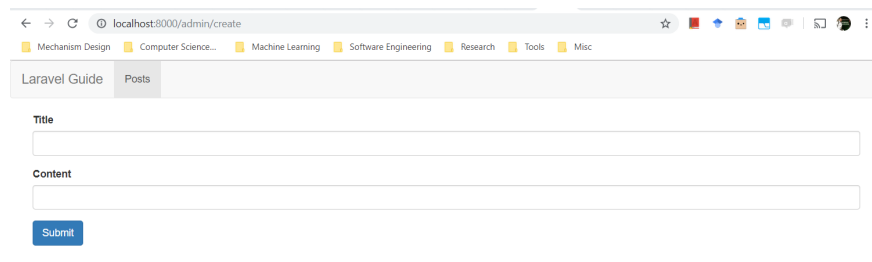 localhost:8000/admin/create
Mechanism Design Computer Science... Machine Learning Software Engineering Research Tools Misc
Laravel Guide Posts
Title
Content
Submit